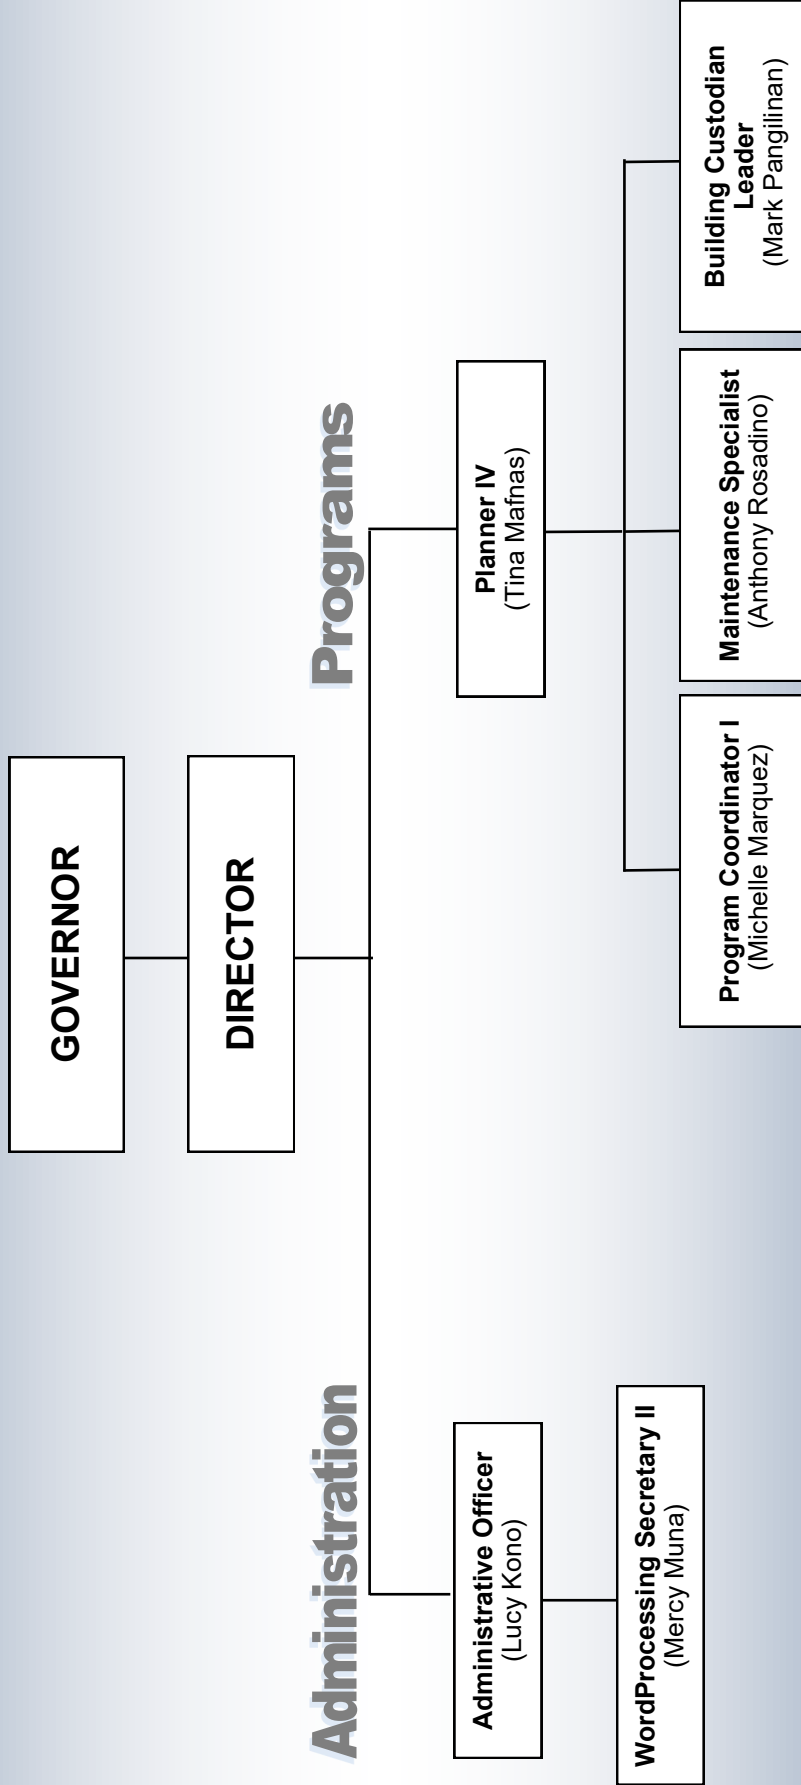 GOVERNOR
DIRECTOR
Administration
Programs
Administrative Officer
(Lucy Kono)
Planner IV
(Tina Mafnas)
WordProcessing Secretary II
(Mercy Muna)
Program Coordinator I
(Michelle Marquez)
Maintenance Specialist
(Anthony Rosadino)
Building Custodian
Leader
(Mark Pangilinan)